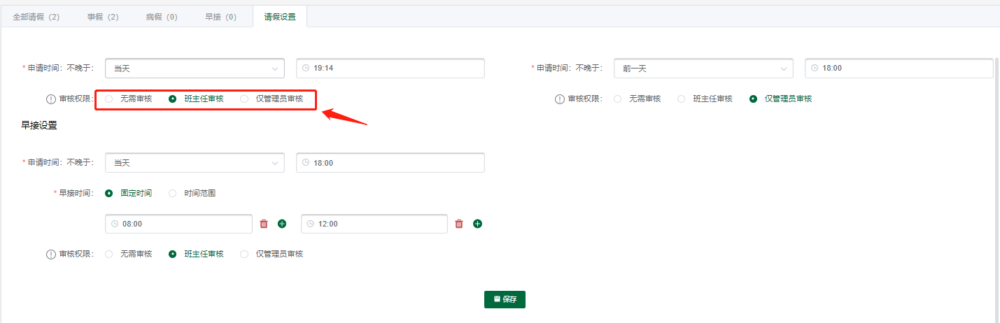 全部请假（2） 事假（2） 病假（0） 早接（0） 请假设置
* 申请时间：不晚于： 当天 19:14 * 申请时间：不晚于： 前一天 18:00
审核权限： 无需审核 班主任审核 仅管理员审核 审核权限： 无需审核 班主任审核 仅管理员审核
早接设置
* 申请时间：不晚于： 当天 18:00
* 早接时间： 固定时间 时间范围
08:00 12:00
审核权限： 无需审核 班主任审核 仅管理员审核
保存